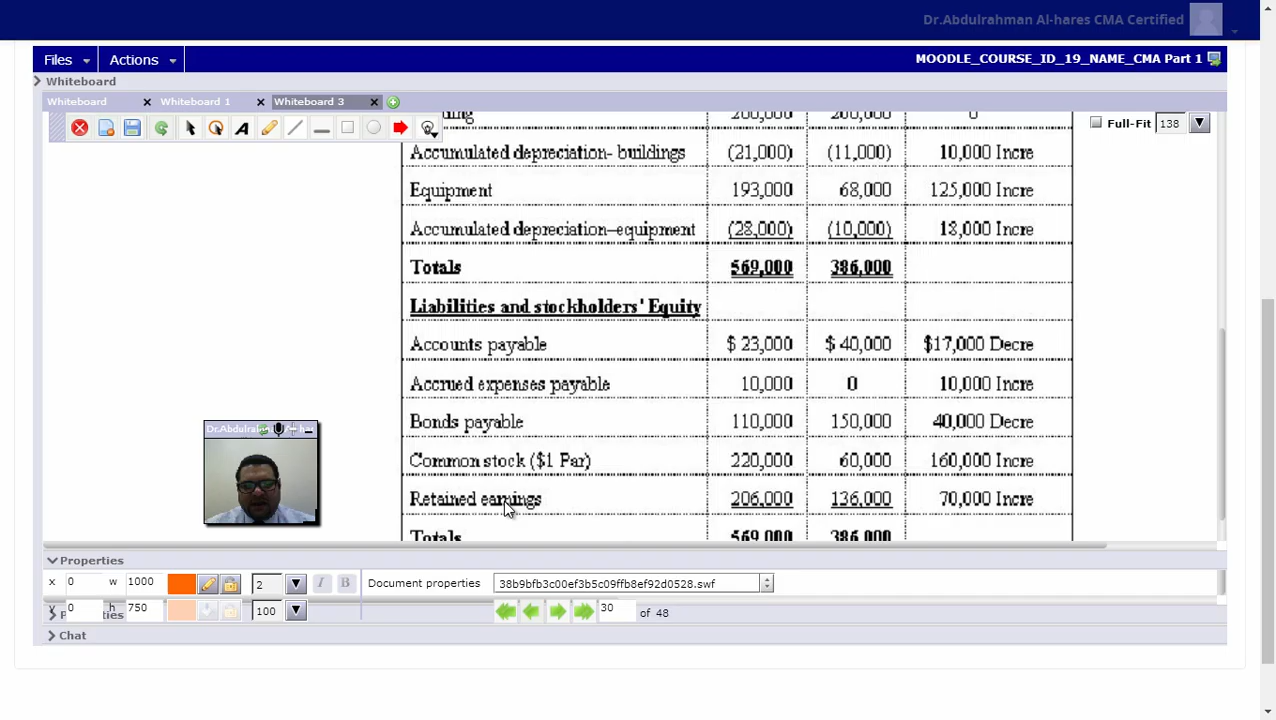 Dr.Abdulrahman Al-hares CMA Certified
Files Actions MOODLE_COURSE_ID_19_NAME_CMA Part 1
Whiteboard
Whiteboard Whiteboard 1 Whiteboard 3
A Full-Fit 138
200,000 200,000 0
Accumulated depreciation- buildings (21,000) (11,000) 10,000 Incre
Equipment 193,000 68,000 125,000 Incre
Accumulated depreciation–equipment (28,000) (10,000) 18,000 Incre
Totals 569,000 386,000
Liabilities and stockholders' Equity
Accounts payable $ 23,000 $ 40,000 $17,000 Decre
Accrued expenses payable 10,000 0 10,000 Incre
Bonds payable 110,000 150,000 40,000 Decre
Common stock ($1 Par) 220,000 60,000 160,000 Incre
Retained earnings 206,000 136,000 70,000 Incre
Totals 569,000 386,000
Properties
x 0 w 1000 2 I B Document properties 38b9bfb3c00ef3b5c09ffb8ef92d0528.swf
y 0 h 750 100 30 of 48
Chat